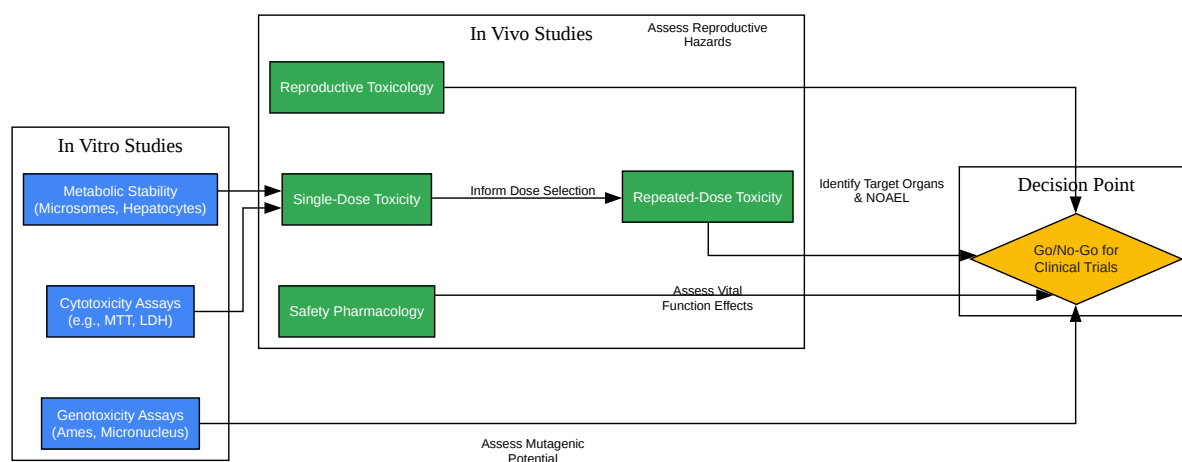 In Vivo Studies
Assess Reproductive
Hazards
Reproductive Toxicology
In Vitro Studies
Metabolic Stability
(Microsomes, Hepatocytes)
Single-Dose Toxicity
Inform Dose Selection
Repeated-Dose Toxicity
Identify Target Organs
& NOAEL
Decision Point
Go/No-Go for
Clinical Trials
Cytotoxicity Assays
(e.g., MTT, LDH)
Safety Pharmacology
Assess Vital
Function Effects
Genotoxicity Assays
(Ames, Micronucleus)
Assess Mutagenic
Potential